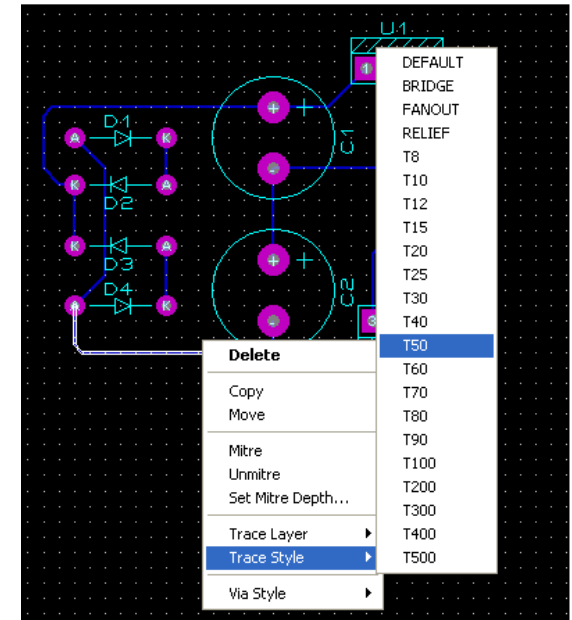 U1
1
DEFAULT
BRIDGE
FANOUT
RELIEF
T8
T10
T12
T15
T20
T25
T30
T40
T50
T60
T70
T80
T90
T100
T200
T300
T400
T500
+ +
C1
D1
A K
K A
D2
K A
D3
D4
A K
+ +
C2
3
Delete
Copy
Move
Mitre
Unmitre
Set Mitre Depth...
Trace Layer
Trace Style
Via Style